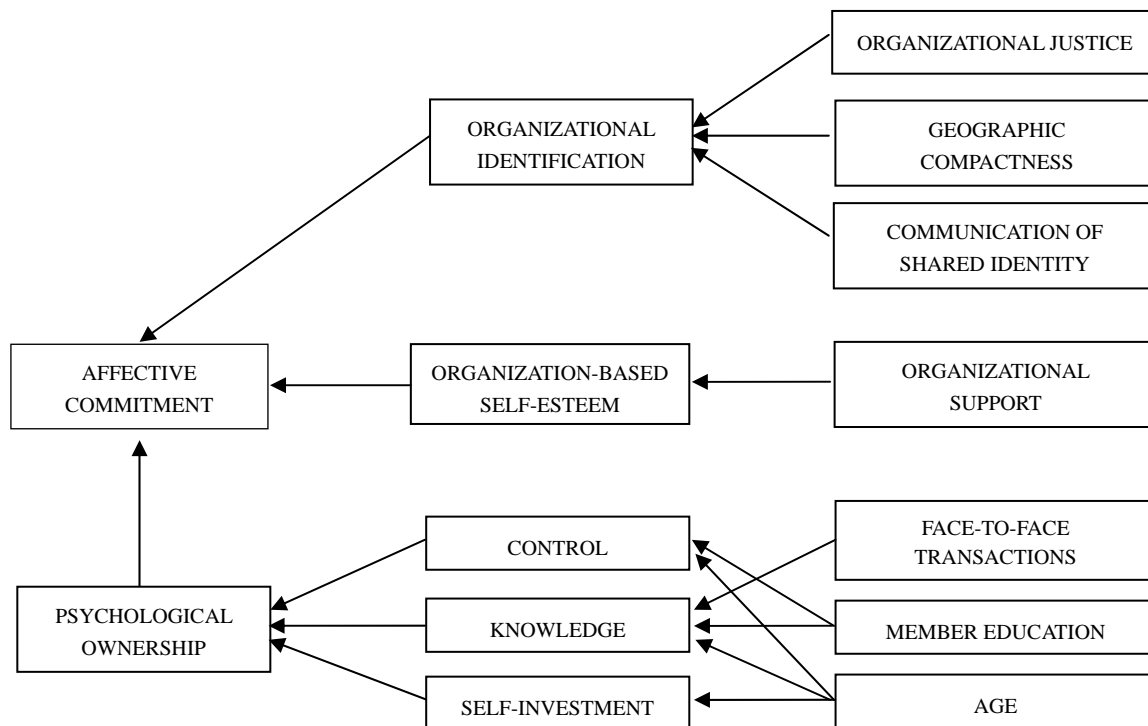 ORGANIZATIONAL JUSTICE
ORGANIZATIONAL
IDENTIFICATION
GEOGRAPHIC
COMPACTNESS
COMMUNICATION OF
SHARED IDENTITY
AFFECTIVE
COMMITMENT
ORGANIZATION-BASED
SELF-ESTEEM
ORGANIZATIONAL
SUPPORT
PSYCHOLOGICAL
OWNERSHIP
CONTROL
KNOWLEDGE
SELF-INVESTMENT
FACE-TO-FACE
TRANSACTIONS
MEMBER EDUCATION
AGE